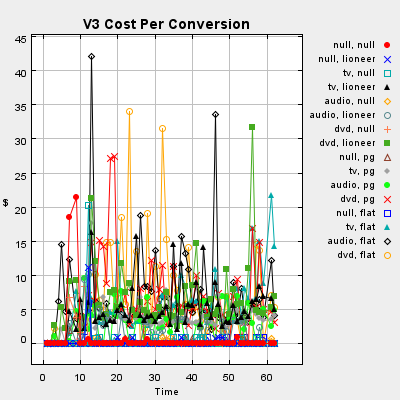 V3 Cost Per Conversion
45
40
35
30
25
20
15
10
5
0
$
0
10
20
30
40
50
60
Time
null, null
null, lioneer
tv, null
tv, lioneer
audio, null
audio, lioneer
dvd, null
dvd, lioneer
null, pg
tv, pg
audio, pg
dvd, pg
null, flat
tv, flat
audio, flat
dvd, flat